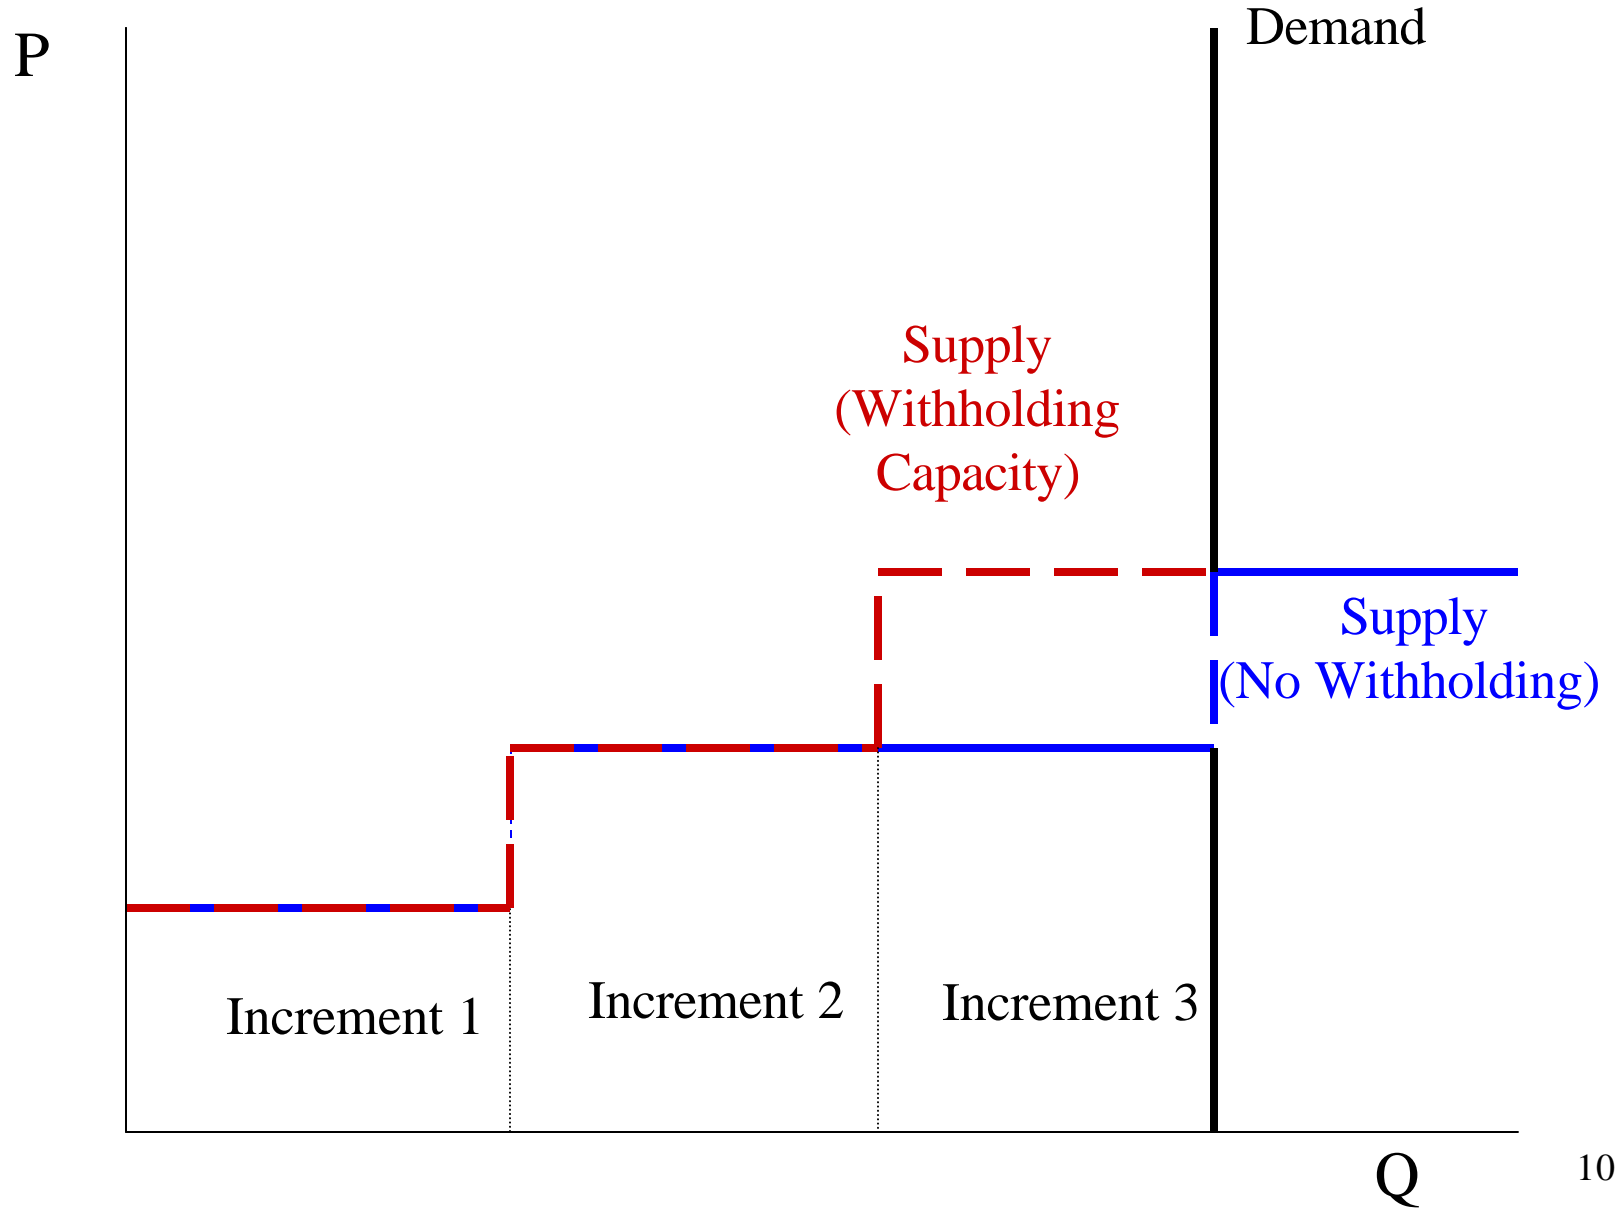 P
Demand
Supply
(Withholding
Capacity)
Supply
(No Withholding)
Increment 1
Increment 2
Increment 3
Q
10